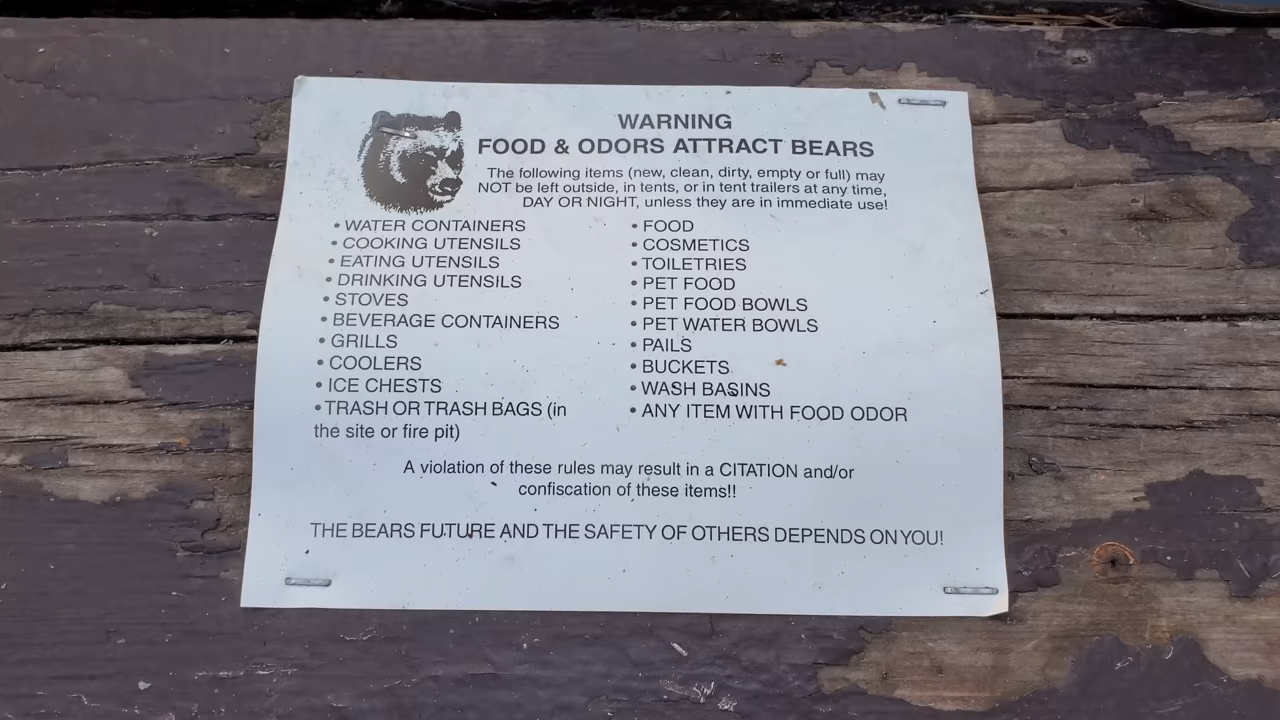 WARNING
FOOD & ODORS ATTRACT BEARS
The following items (new, clean, dirty, empty or full) may
NOT be left outside, in tents, or in tent trailers at any time,
DAY OR NIGHT, unless they are in immediate use!
• WATER CONTAINERS
• COOKING UTENSILS
• EATING UTENSILS
• DRINKING UTENSILS
• STOVES
• BEVERAGE CONTAINERS
• GRILLS
• COOLERS
• ICE CHESTS
• TRASH OR TRASH BAGS (in
the site or fire pit)
• FOOD
• COSMETICS
• TOILETRIES
• PET FOOD
• PET FOOD BOWLS
• PET WATER BOWLS
• PAILS
• BUCKETS
• WASH BASINS
• ANY ITEM WITH FOOD ODOR
A violation of these rules may result in a CITATION and/or
confiscation of these items!!
THE BEARS FUTURE AND THE SAFETY OF OTHERS DEPENDS ON YOU!